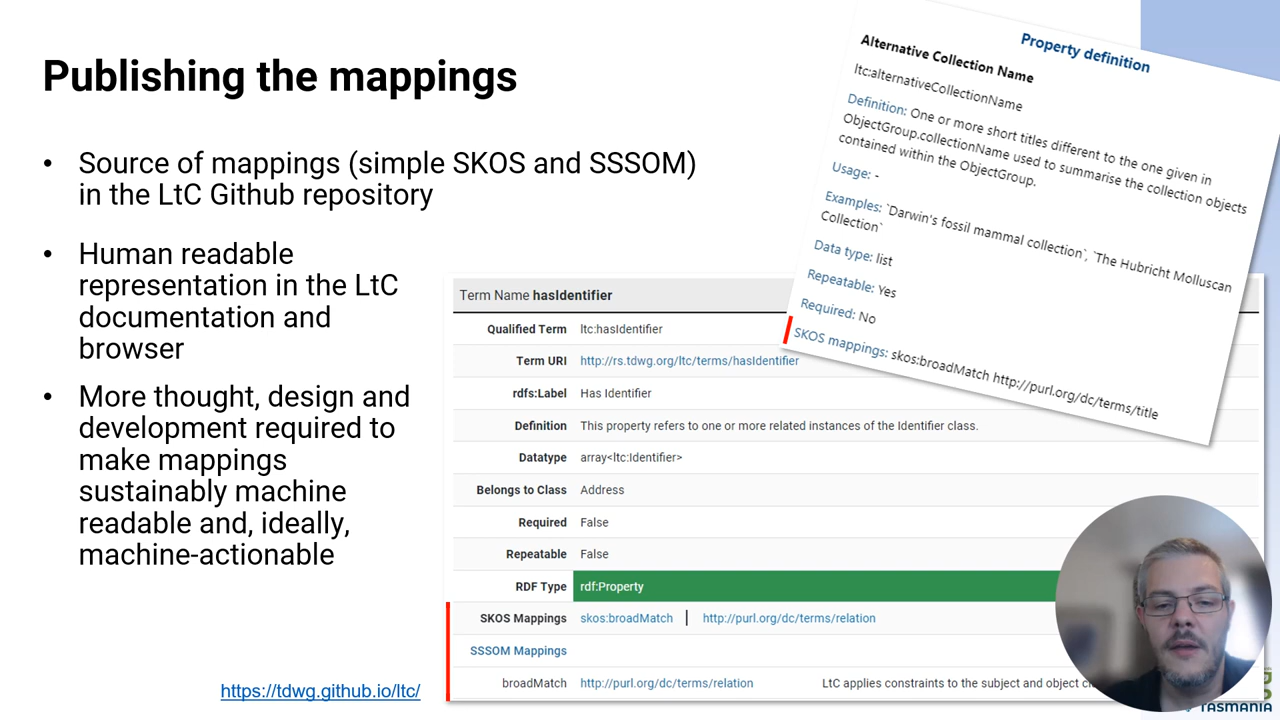 Publishing the mappings
• Source of mappings (simple SKOS and SSSOM)
in the LtC Github repository
• Human readable
representation in the LtC
documentation and
browser
• More thought, design and
development required to
make mappings
sustainably machine
readable and, ideally,
machine-actionable
https://tdwg.github.io/ltc/
Property definition
Alternative Collection Name
ltc:alternativeCollectionName
Definition: One or more short titles different to the one given in
ObjectGroup.collectionName used to summarise the collection objects
contained within the ObjectGroup.
Usage: -
Examples: `Darwin's fossil mammal collection`, `The Hubricht Molluscan
Collection`
Data type: list
Repeatable: Yes
Required: No
SKOS mappings: skos:broadMatch http://purl.org/dc/terms/title
Term Name hasIdentifier
Qualified Term ltc:hasIdentifier
Term URI http://rs.tdwg.org/ltc/terms/hasIdentifier
rdfs:Label Has Identifier
Definition This property refers to one or more related instances of the Identifier class.
Datatype array<ltc:Identifier>
Belongs to Class Address
Required False
Repeatable False
RDF Type rdf:Property
SKOS Mappings skos:broadMatch | http://purl.org/dc/terms/relation
SSSOM Mappings
broadMatch http://purl.org/dc/terms/relation LtC applies constraints to the subject and object
TASMANIA